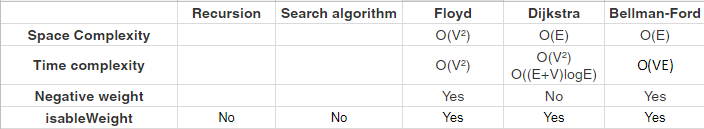 Recursion Search algorithm Floyd Dijkstra Bellman-Ford
Space Complexity O(V²) O(E) O(E)
Time complexity O(V²) O(V²) O(VE)
O((E+V)logE)
Negative weight Yes No Yes
isableWeight No No Yes Yes Yes